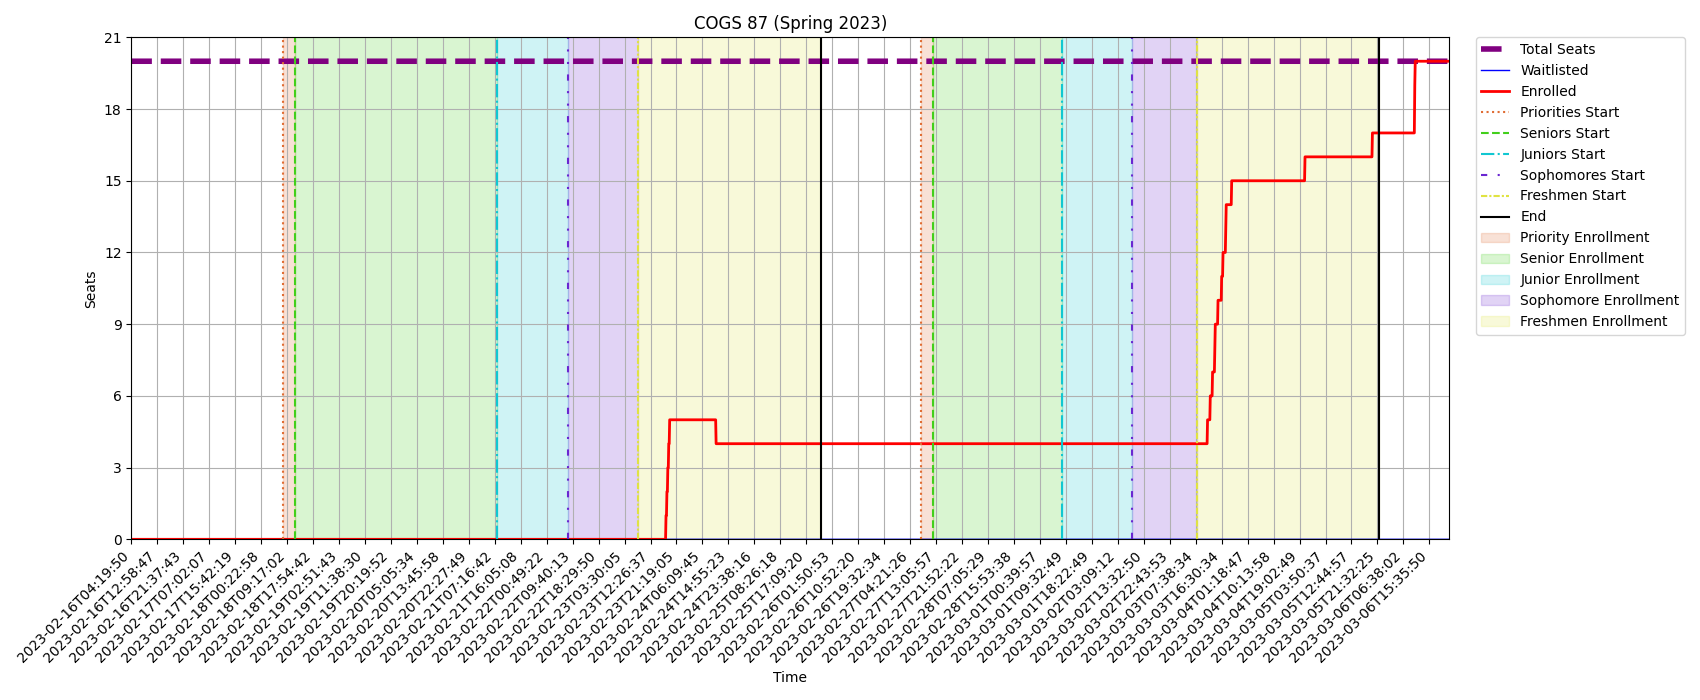 COGS 87 (Spring 2023)
21
18
15
12
9
6
3
0
Seats
2023-02-16T04:19:50
2023-02-16T12:58:47
2023-02-16T21:37:43
2023-02-17T07:02:07
2023-02-17T15:42:19
2023-02-18T00:22:58
2023-02-18T09:17:02
2023-02-18T17:54:42
2023-02-19T02:51:43
2023-02-19T11:38:30
2023-02-19T20:19:52
2023-02-20T05:05:34
2023-02-20T13:45:58
2023-02-20T22:27:49
2023-02-21T07:16:42
2023-02-21T16:05:08
2023-02-22T00:49:22
2023-02-22T09:40:13
2023-02-22T18:29:50
2023-02-23T03:30:05
2023-02-23T12:26:37
2023-02-23T21:19:05
2023-02-24T06:09:45
2023-02-24T14:55:23
2023-02-24T23:38:16
2023-02-25T08:26:18
2023-02-25T17:09:20
2023-02-26T01:50:53
2023-02-26T10:52:20
2023-02-26T19:32:34
2023-02-27T04:21:26
2023-02-27T13:05:57
2023-02-27T21:52:22
2023-02-28T07:05:29
2023-02-28T15:53:38
2023-03-01T00:39:57
2023-03-01T09:32:49
2023-03-01T18:22:49
2023-03-02T03:09:12
2023-03-02T13:32:50
2023-03-02T22:43:53
2023-03-03T07:38:34
2023-03-03T16:30:34
2023-03-04T01:18:47
2023-03-04T10:13:58
2023-03-04T19:02:49
2023-03-05T03:50:37
2023-03-05T12:44:57
2023-03-05T21:32:25
2023-03-06T06:38:02
2023-03-06T15:35:50
Time
Total Seats
Waitlisted
Enrolled
Priorities Start
Seniors Start
Juniors Start
Sophomores Start
Freshmen Start
End
Priority Enrollment
Senior Enrollment
Junior Enrollment
Sophomore Enrollment
Freshmen Enrollment